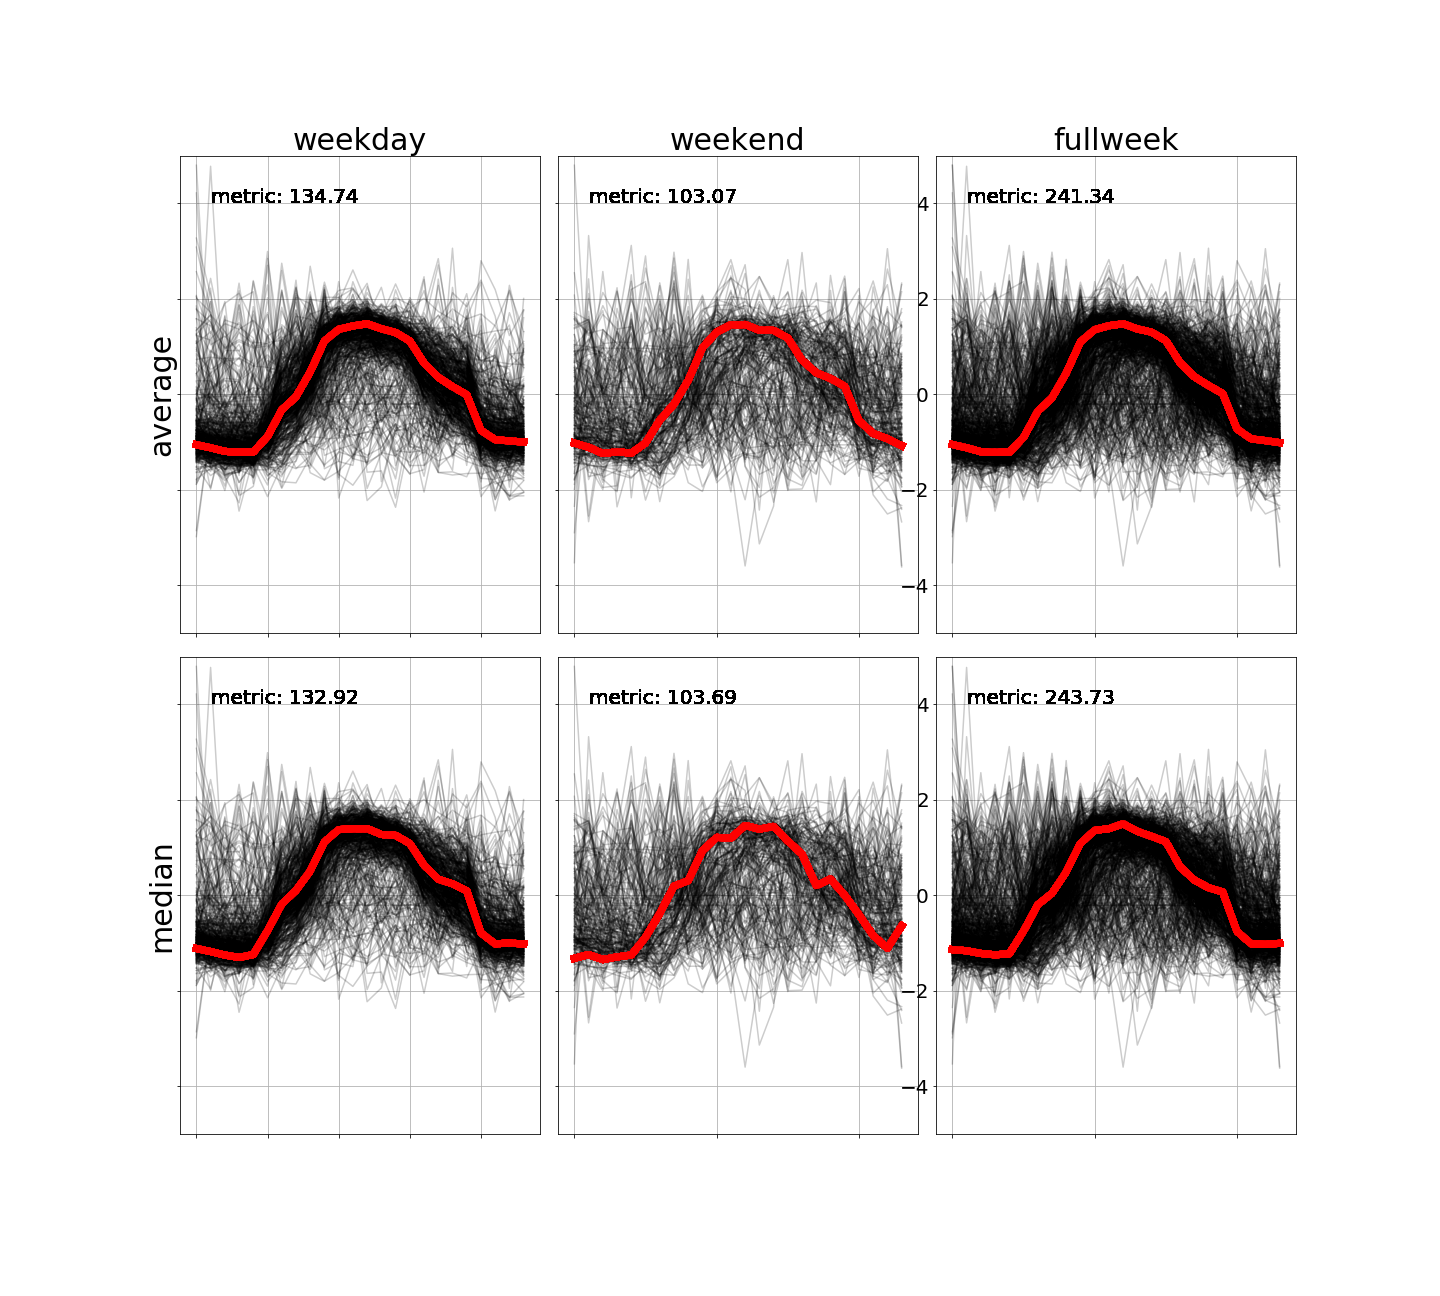 weekday weekend fullweek
average
metric: 134.74
metric: 103.07
metric: 241.34
4
2
0
−2
−4
median
metric: 132.92
metric: 103.69
metric: 243.73
4
2
0
−2
−4